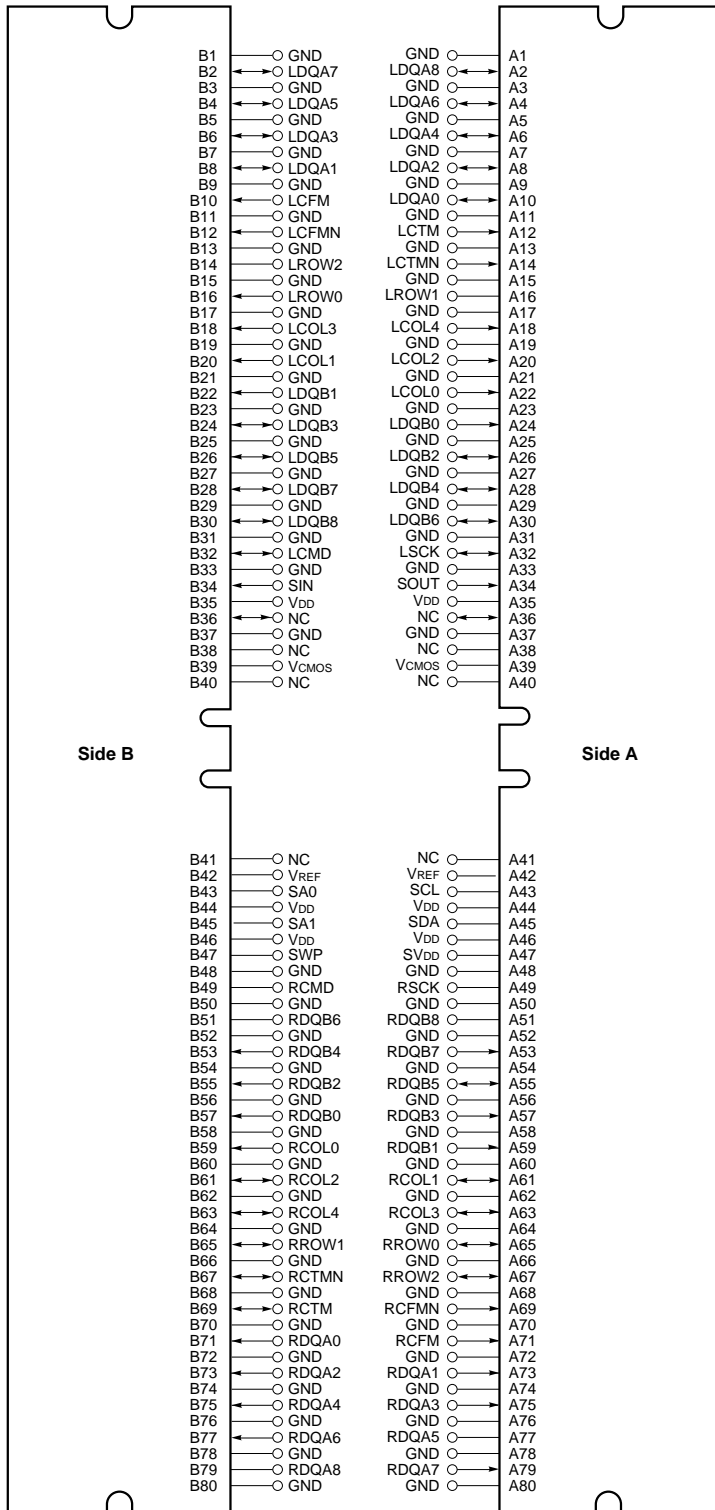 B1 GND GND A1
B2 LDQA7 LDQA8 A2
B3 GND GND A3
B4 LDQA5 LDQA6 A4
B5 GND GND A5
B6 LDQA3 LDQA4 A6
B7 GND GND A7
B8 LDQA1 LDQA2 A8
B9 GND GND A9
B10 LCFM LDQA0 A10
B11 GND GND A11
B12 LCFMN LCTM A12
B13 GND GND A13
B14 LROW2 LCTMN A14
B15 GND GND A15
B16 LROW0 LROW1 A16
B17 GND GND A17
B18 LCOL3 LCOL4 A18
B19 GND GND A19
B20 LCOL1 LCOL2 A20
B21 GND GND A21
B22 LDQB1 LCOL0 A22
B23 GND GND A23
B24 LDQB3 LDQB0 A24
B25 GND GND A25
B26 LDQB5 LDQB2 A26
B27 GND GND A27
B28 LDQB7 LDQB4 A28
B29 GND GND A29
B30 LDQB8 LDQB6 A30
B31 GND GND A31
B32 LCMD LSCK A32
B33 GND GND A33
B34 SIN SOUT A34
B35 VDD VDD A35
B36 NC NC A36
B37 GND GND A37
B38 NC NC A38
B39 VCMOS VCMOS A39
B40 NC NC A40
Side B Side A
B41 NC NC A41
B42 VREF VREF A42
B43 SA0 SCL A43
B44 VDD VDD A44
B45 SA1 SDA A45
B46 VDD VDD A46
B47 SWP SVDD A47
B48 GND GND A48
B49 RCMD RSCK A49
B50 GND GND A50
B51 RDQB6 RDQB8 A51
B52 GND GND A52
B53 RDQB4 RDQB7 A53
B54 GND GND A54
B55 RDQB2 RDQB5 A55
B56 GND GND A56
B57 RDQB0 RDQB3 A57
B58 GND GND A58
B59 RCOL0 RDQB1 A59
B60 GND GND A60
B61 RCOL2 RCOL1 A61
B62 GND GND A62
B63 RCOL4 RCOL3 A63
B64 GND GND A64
B65 RROW1 RROW0 A65
B66 GND GND A66
B67 RCTMN RROW2 A67
B68 GND GND A68
B69 RCTM RCFMN A69
B70 GND GND A70
B71 RDQA0 RCFM A71
B72 GND GND A72
B73 RDQA2 RDQA1 A73
B74 GND GND A74
B75 RDQA4 RDQA3 A75
B76 GND GND A76
B77 RDQA6 RDQA5 A77
B78 GND GND A78
B79 RDQA8 RDQA7 A79
B80 GND GND A80